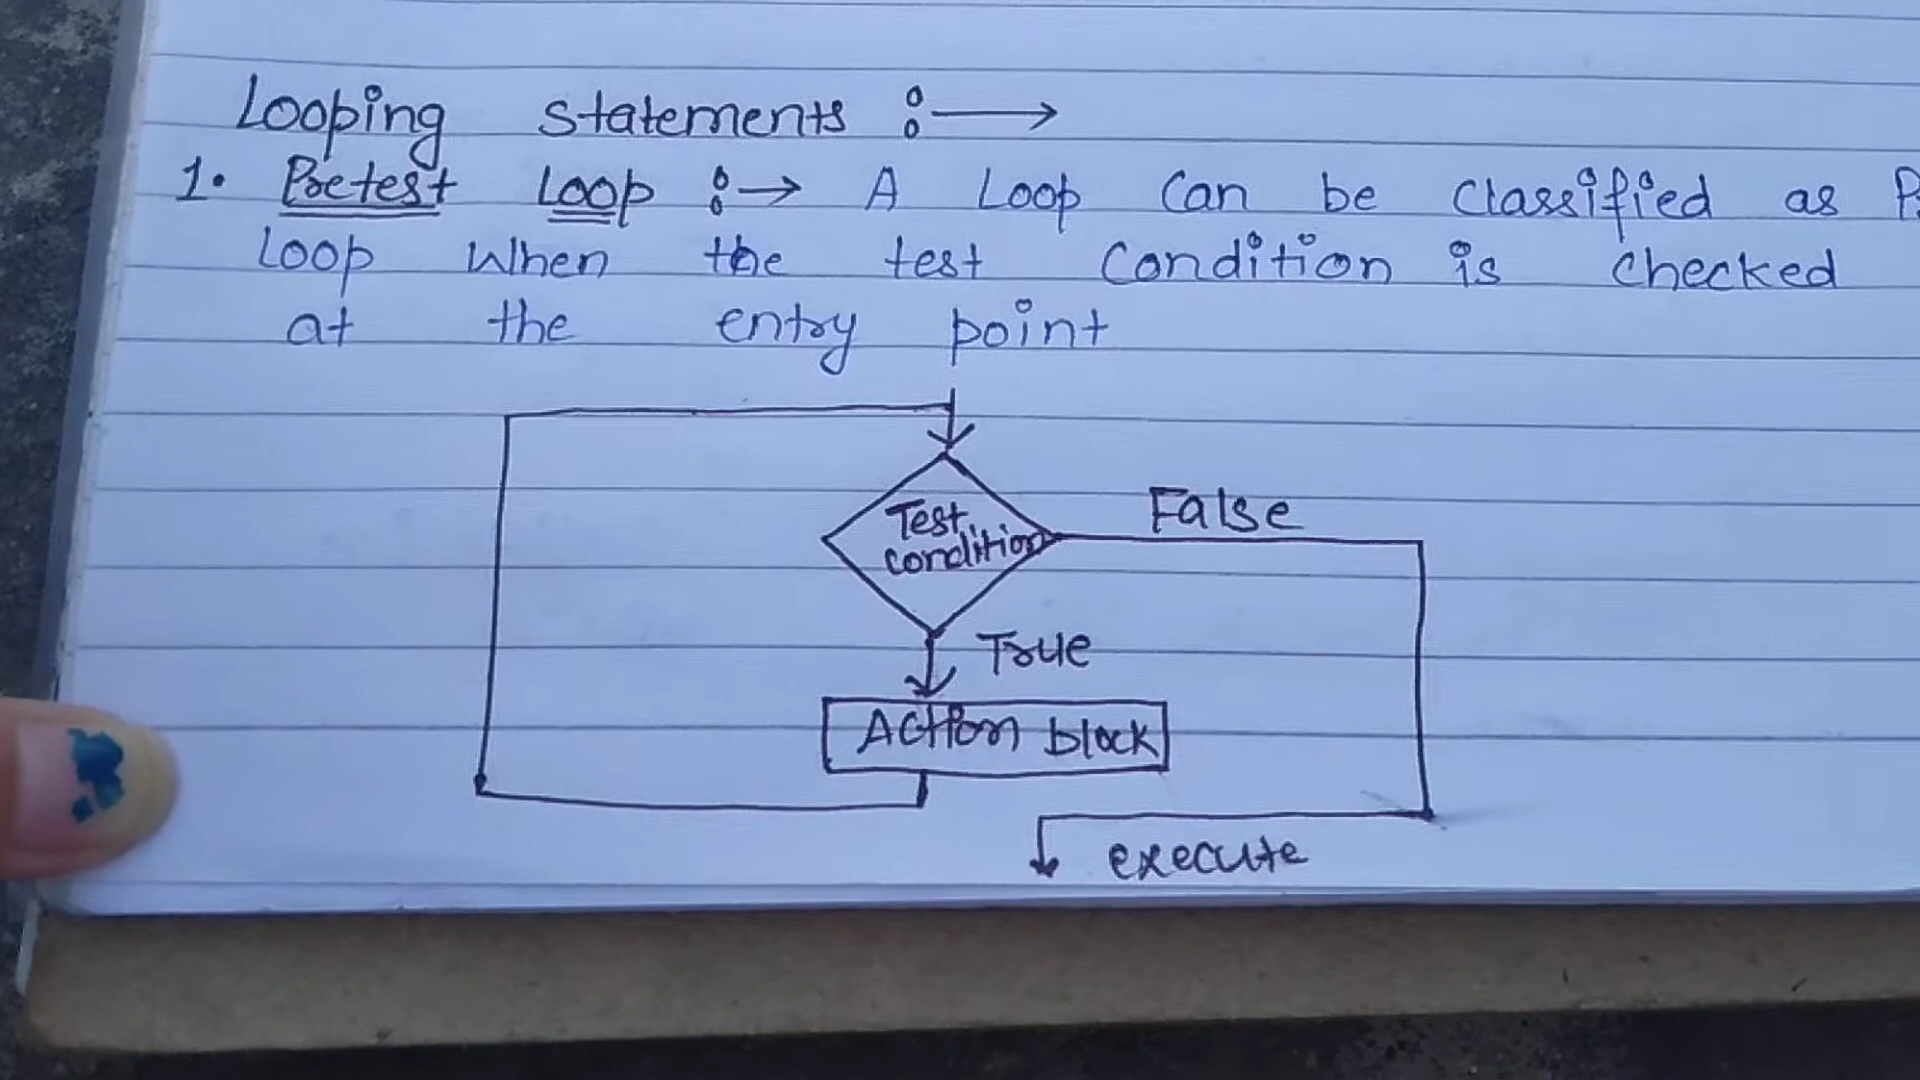 Looping statements :→
1. Pretest Loop :→ A Loop Can be Classified as
Loop When the test Condition is checked
at the entry point
False
Test
condition
True
Action block
execute